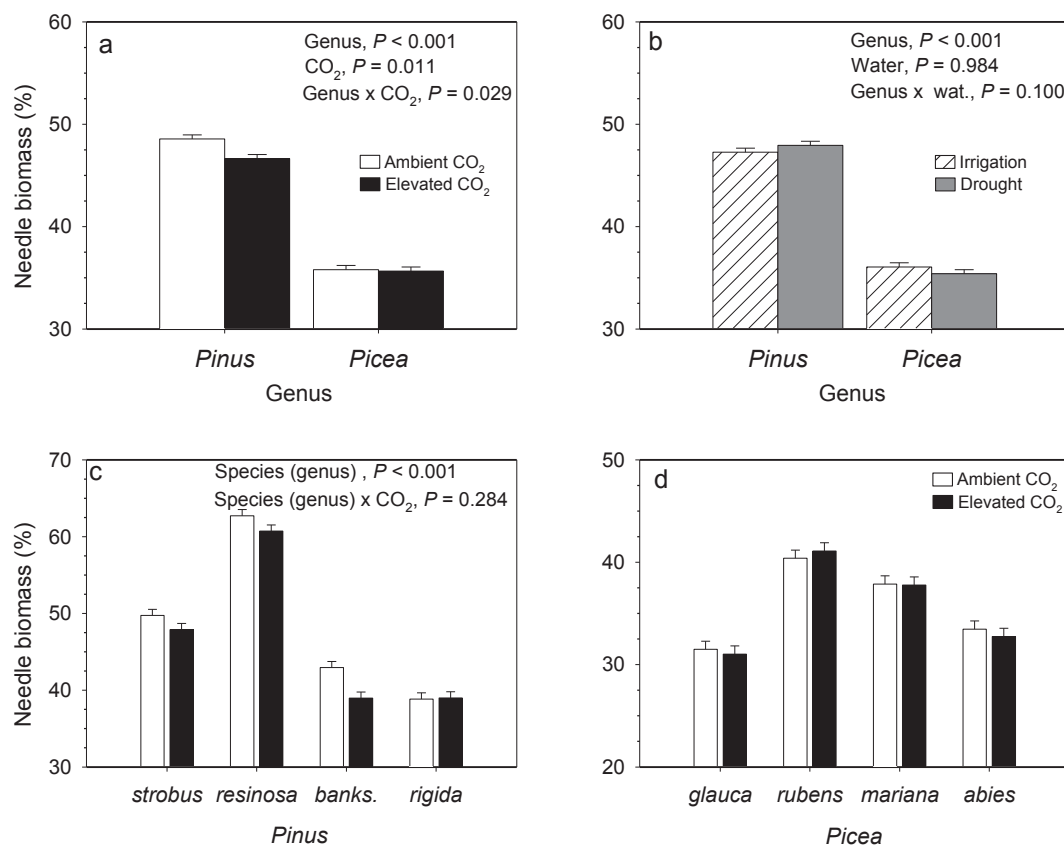 a
Genus, P < 0.001
CO₂, P = 0.011
Genus x CO₂, P = 0.029
Ambient CO₂
Elevated CO₂
Needle biomass (%)
60
50
40
30
Pinus Picea
Genus
b
Genus, P < 0.001
Water, P = 0.984
Genus x wat., P = 0.100
Irrigation
Drought
60
50
40
30
Pinus Picea
Genus
c
Species (genus) , P < 0.001
Species (genus) x CO₂, P = 0.284
Needle biomass (%)
70
60
50
40
30
strobus resinosa banks. rigida
Pinus
d
Ambient CO₂
Elevated CO₂
50
40
30
20
glauca rubens mariana abies
Picea